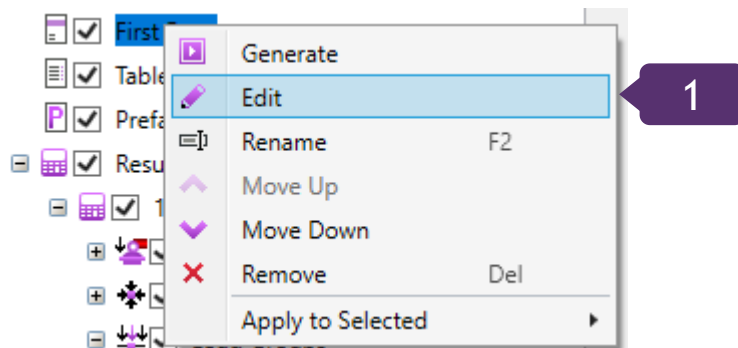 First
Generate
Table
Edit
1
Prefa
Rename F2
Resu
Move Up
1
Move Down
Remove Del
Apply to Selected